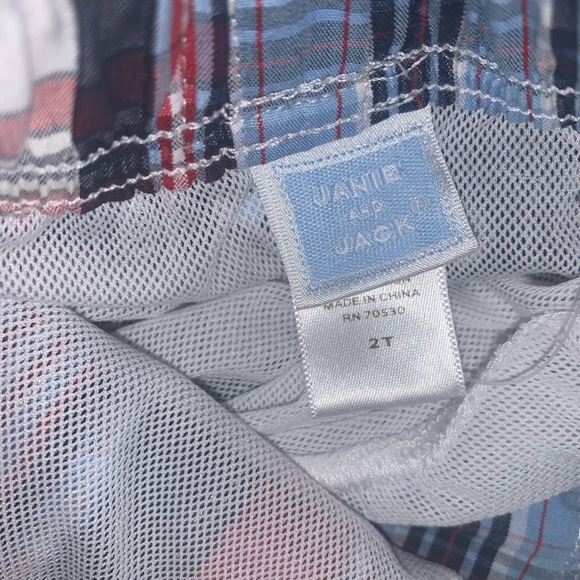 JANIE
AND
JACK®
MADE IN CHINA
RN 70530
2T